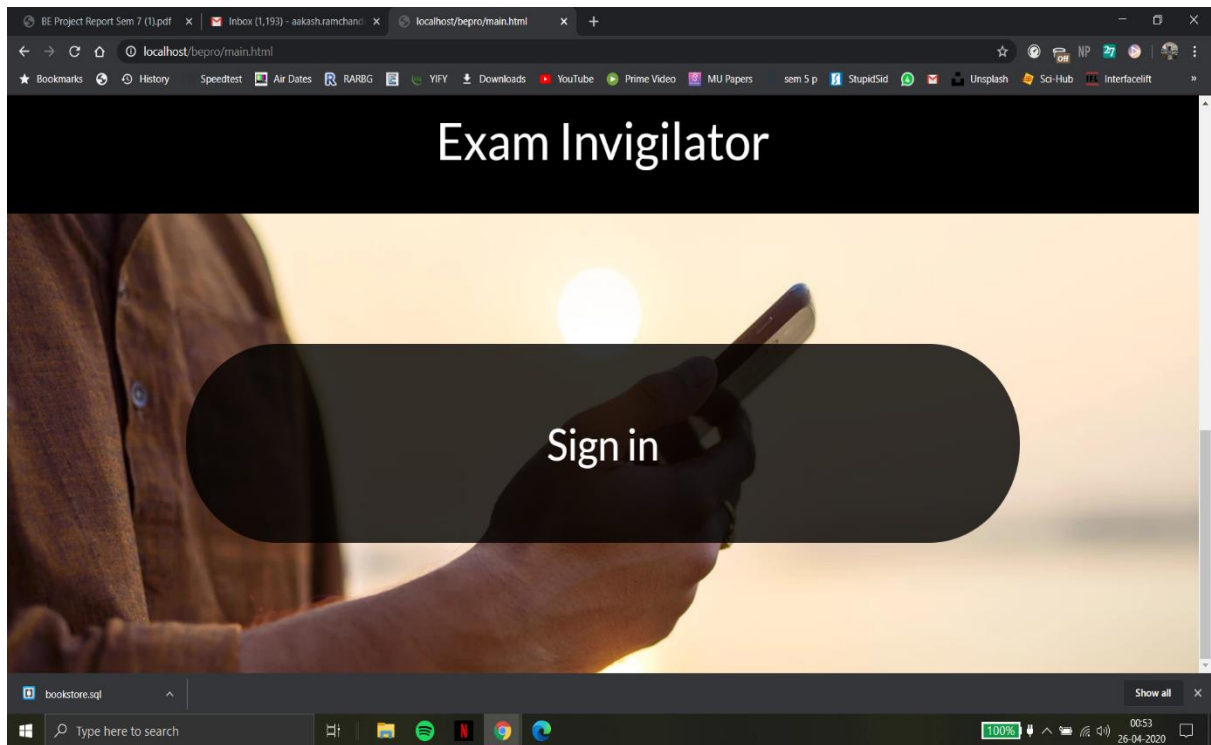 BE Project Report Sem 7 (1).pdf
Inbox (1,193) - aakash.ramchand
localhost/bepro/main.html
localhost/bepro/main.html
NP 27
Off
Bookmarks History Speedtest Air Dates RARBG YIFY Downloads YouTube Prime Video MU Papers sem 5 p StupidSid Unsplash Sci-Hub Interfacelift »
Exam Invigilator
Sign in
bookstore.sql
Show all
Type here to search
100%
00:53
26-04-2020